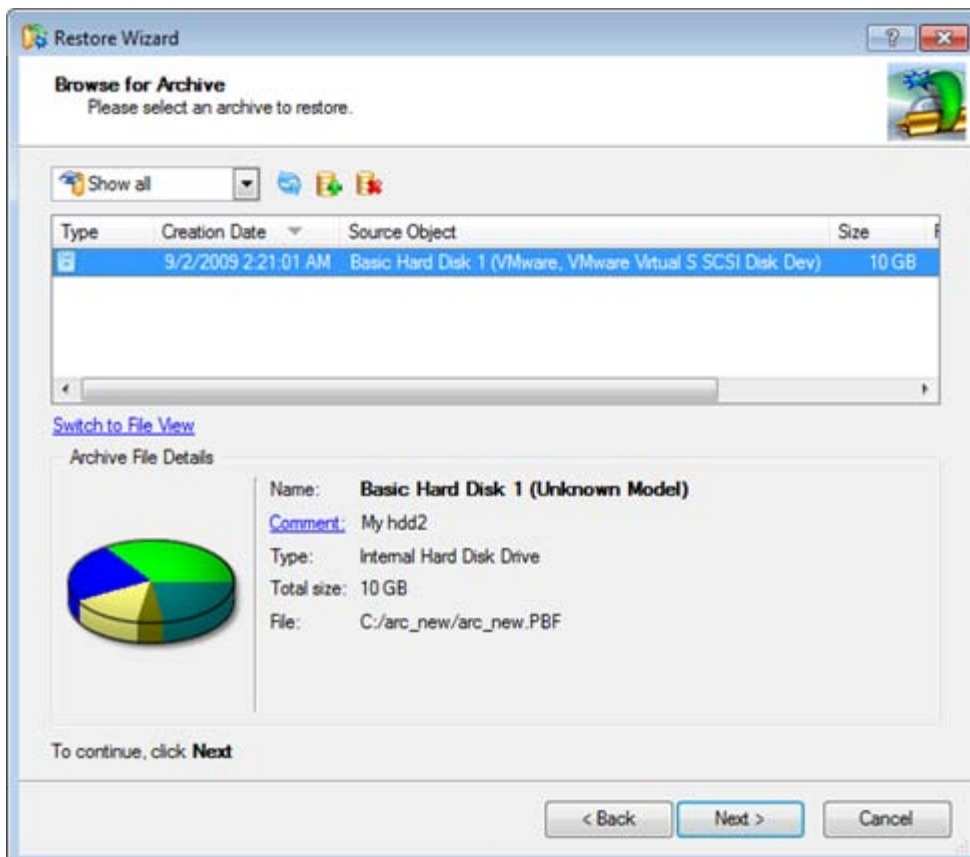 Restore Wizard
Browse for Archive
Please select an archive to restore.
Show all
Type Creation Date Source Object Size F
9/2/2009 2:21:01 AM Basic Hard Disk 1 (VMware, VMware Virtual S SCSI Disk Dev) 10 GB
Switch to File View
Archive File Details
Name: Basic Hard Disk 1 (Unknown Model)
Comment: My hdd2
Type: Internal Hard Disk Drive
Total size: 10 GB
File: C:/arc_new/arc_new.PBF
To continue, click Next
< Back Next > Cancel